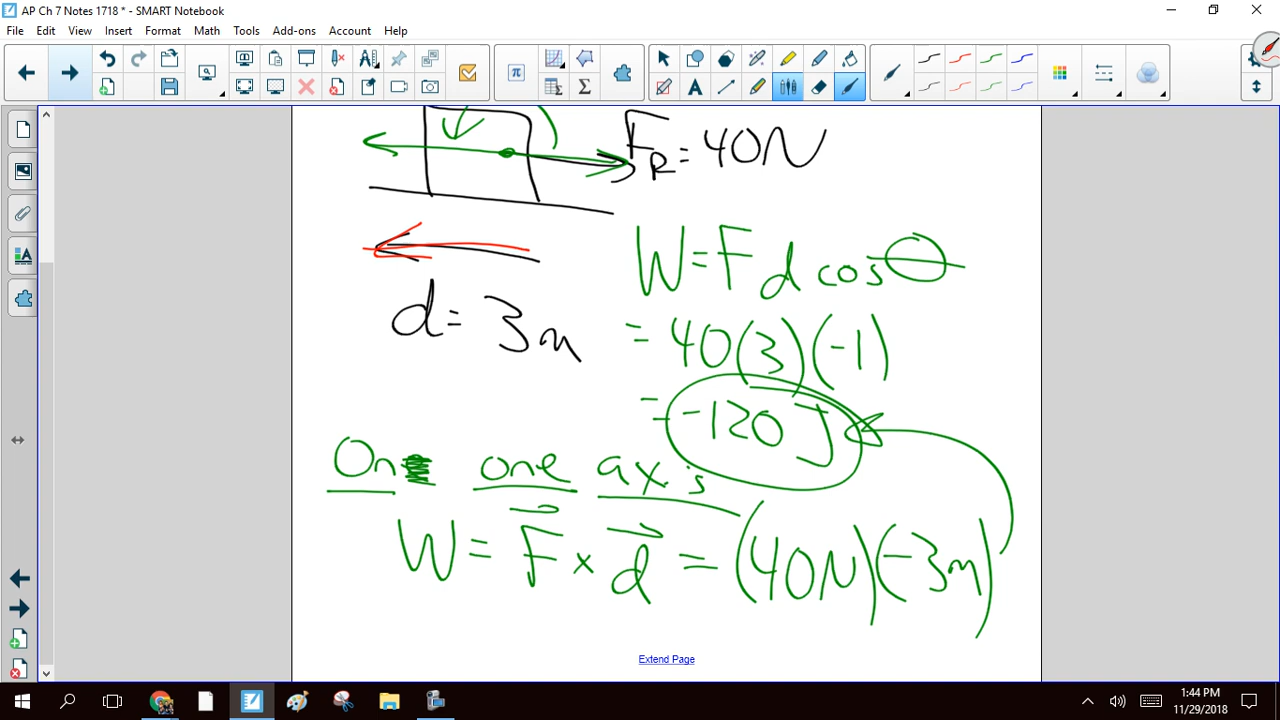 AP Ch 7 Notes 1718 * - SMART Notebook
File Edit View Insert Format Math Tools Add-ons Account Help
F_R = 40N
W = F d cos θ
d = 3m
= 40(3)(-1)
= -120 J
On one axis
W = F⃗ × d⃗ = (40N)(-3m)
Extend Page
1:44 PM
11/29/2018